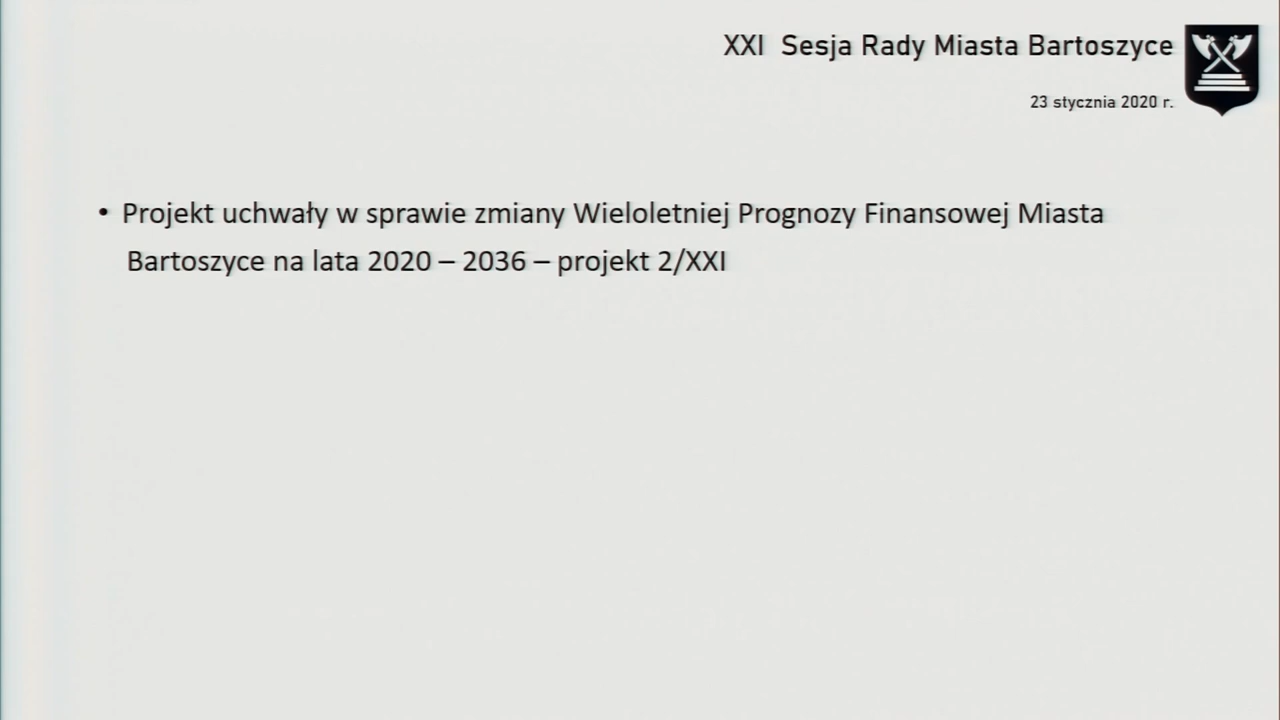 XXI Sesja Rady Miasta Bartoszyce
23 stycznia 2020 r.
• Projekt uchwały w sprawie zmiany Wieloletniej Prognozy Finansowej Miasta
Bartoszyce na lata 2020 – 2036 – projekt 2/XXI